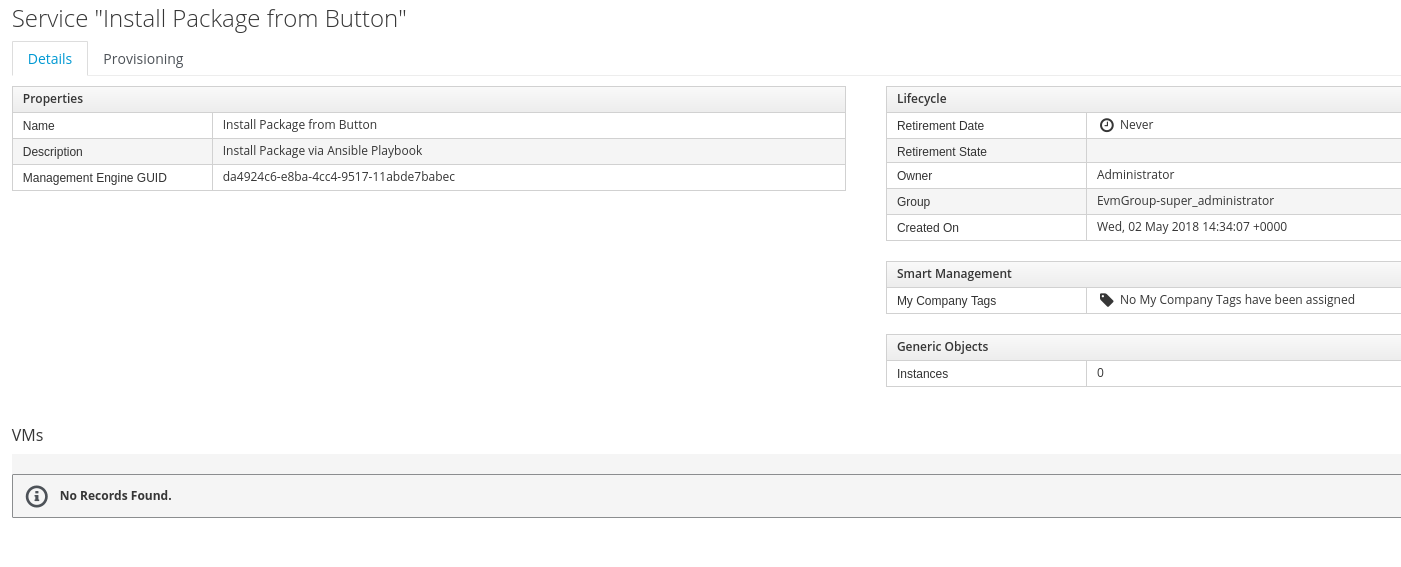 Service "Install Package from Button"
Details
Provisioning
Properties
Name
Install Package from Button
Description
Install Package via Ansible Playbook
Management Engine GUID
da4924c6-e8ba-4cc4-9517-11abde7babec
Lifecycle
Retirement Date
Never
Retirement State
Owner
Administrator
Group
EvmGroup-super_administrator
Created On
Wed, 02 May 2018 14:34:07 +0000
Smart Management
My Company Tags
No My Company Tags have been assigned
Generic Objects
Instances
0
VMs
No Records Found.